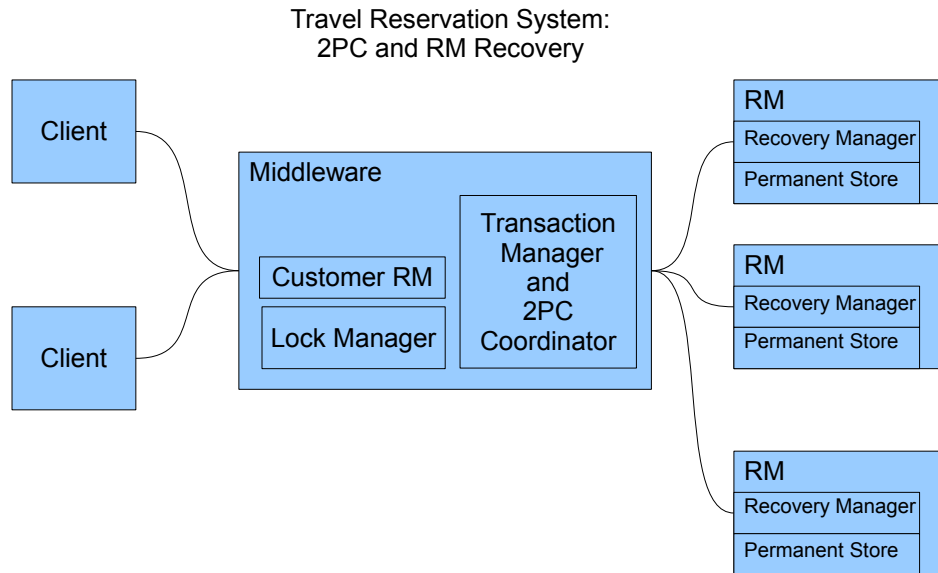 Travel Reservation System:
2PC and RM Recovery
Client
Client
Middleware
Customer RM
Lock Manager
Transaction
Manager
and
2PC
Coordinator
RM
Recovery Manager
Permanent Store
RM
Recovery Manager
Permanent Store
RM
Recovery Manager
Permanent Store